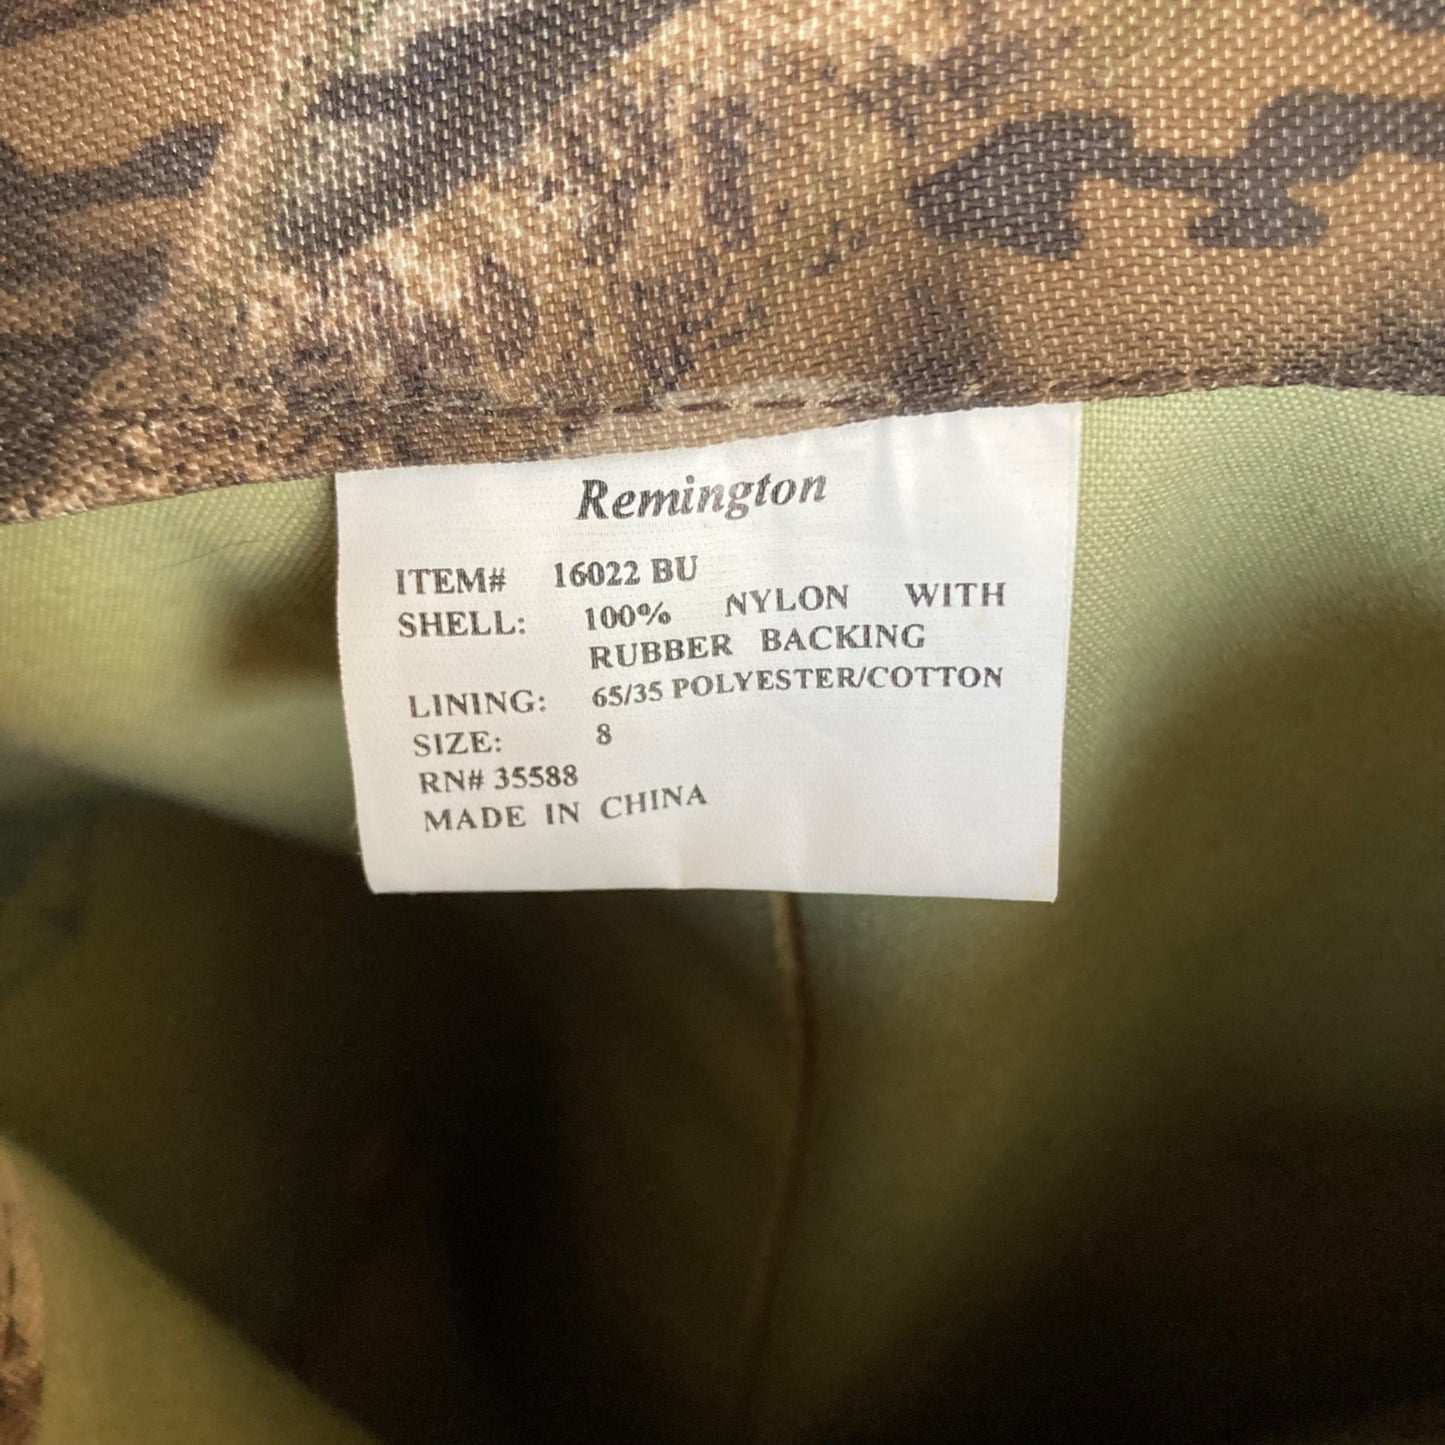 Remington
ITEM# 16022 BU
SHELL: 100% NYLON WITH
RUBBER BACKING
LINING: 65/35 POLYESTER/COTTON
SIZE: 8
RN# 35588
MADE IN CHINA